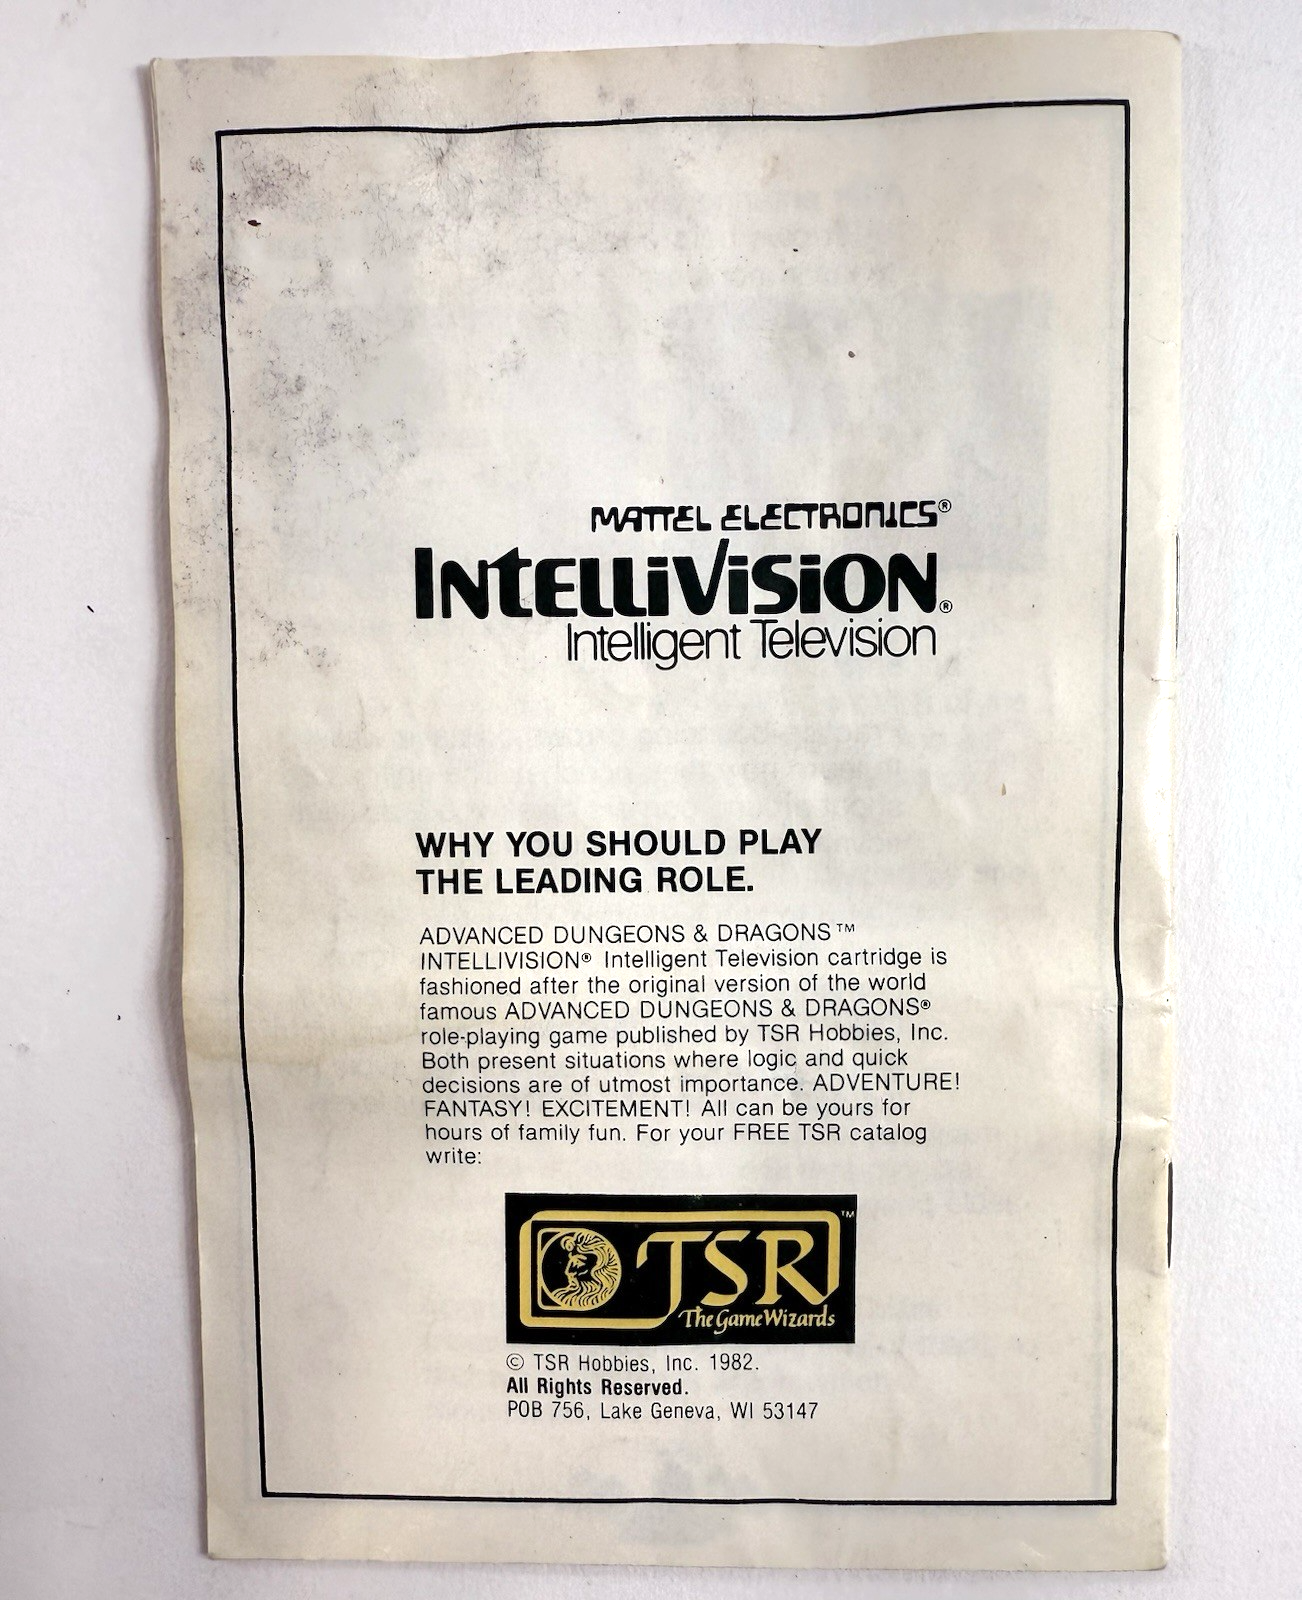 MATTEL ELECTRONICS®
INTELLIVISION®
Intelligent Television
WHY YOU SHOULD PLAY
THE LEADING ROLE.
ADVANCED DUNGEONS & DRAGONS™
INTELLIVISION® Intelligent Television cartridge is
fashioned after the original version of the world
famous ADVANCED DUNGEONS & DRAGONS®
role-playing game published by TSR Hobbies, Inc.
Both present situations where logic and quick
decisions are of utmost importance. ADVENTURE!
FANTASY! EXCITEMENT! All can be yours for
hours of family fun. For your FREE TSR catalog
write:
TSR™
The Game Wizards
© TSR Hobbies, Inc. 1982.
All Rights Reserved.
POB 756, Lake Geneva, WI 53147